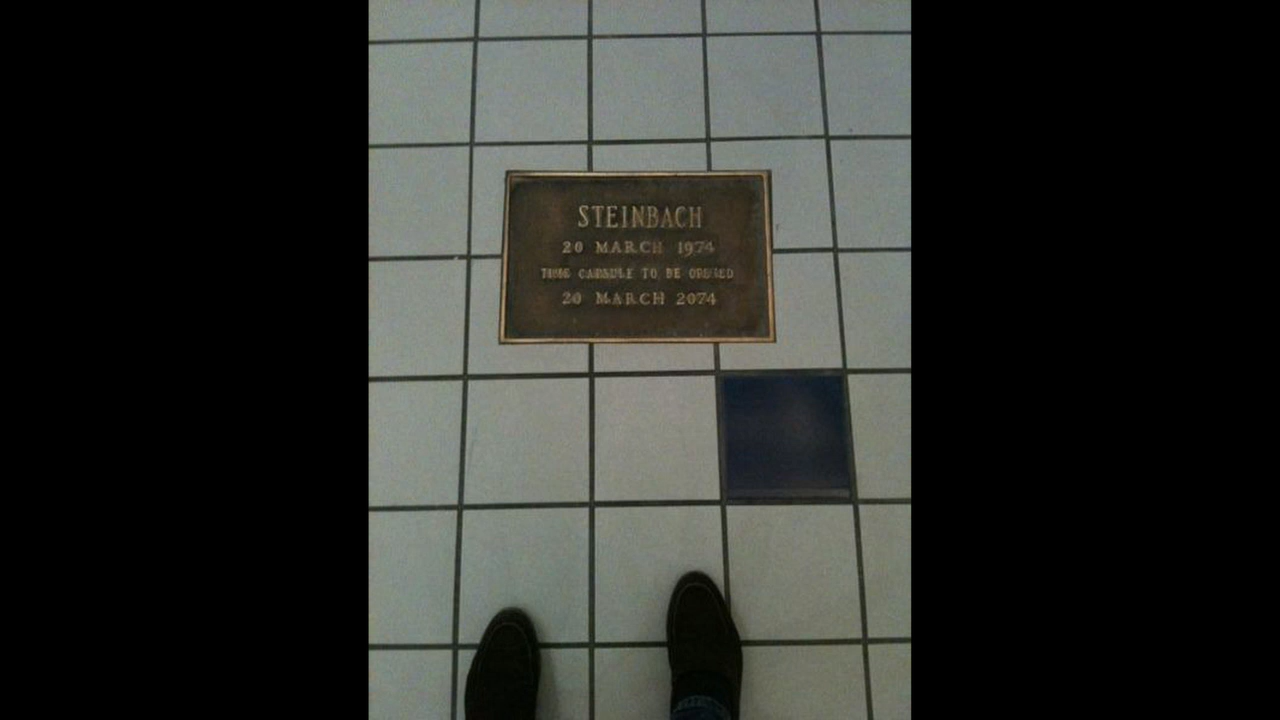 STEINBACH
20 MARCH 1974
TIME CAPSULE TO BE OPENED
20 MARCH 2074